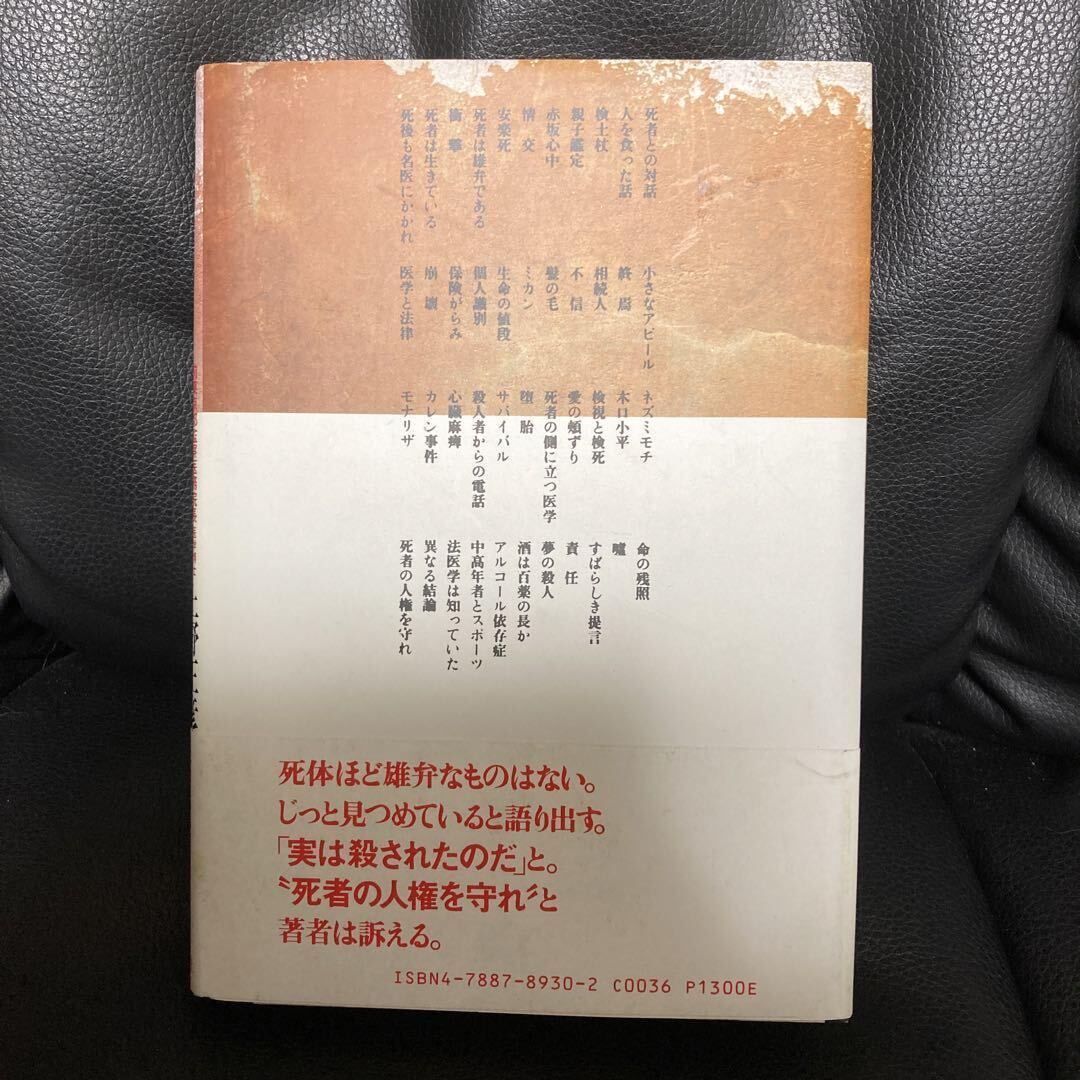 死者との対話
人を食った話
検土杖
親子鑑定
赤坂心中
情交
安楽死
死者は雄弁である
衝撃
死者は生きている
死後も名医にかかれ
小さなアピール
終焉
相続人
不信
髪の毛
ミカン
生命の値段
個人識別
保険がらみ
崩壊
医学と法律
ネズミモチ
木口小平
検視と検死
愛の頬ずり
死者の側に立つ医学
堕胎
サバイバル
殺人者からの電話
心臓麻痺
カレン事件
モナリザ
命の残照
嘘
すばらしき提言
責任
夢の殺人
酒は百薬の長か
アルコール依存症
中高年者とスポーツ
法医学は知っていた
異なる結論
死者の人権を守れ
死体ほど雄弁なものはない。
じっと見つめていると語り出す。
「実は殺されたのだ」と。
〝死者の人権を守れ〟と
著者は訴える。
ISBN4-7887-8930-2 C0036 P1300E